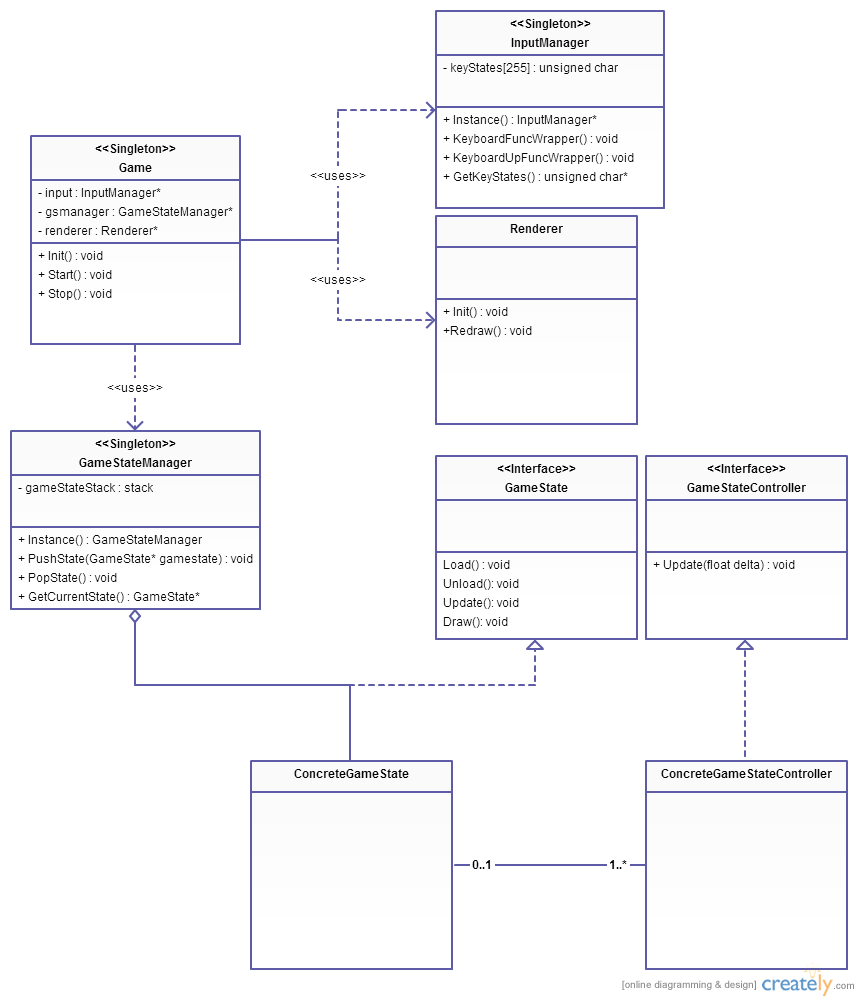 <<Singleton>>
InputManager
- keyStates[255] : unsigned char
+ Instance() : InputManager*
+ KeyboardFuncWrapper() : void
+ KeyboardUpFuncWrapper() : void
+ GetKeyStates() : unsigned char*
<<Singleton>>
Game
- input : InputManager*
- gsmanager : GameStateManager*
- renderer : Renderer*
+ Init() : void
+ Start() : void
+ Stop() : void
<<uses>>
<<uses>>
Renderer
+ Init() : void
+Redraw() : void
<<uses>>
<<Singleton>>
GameStateManager
- gameStateStack : stack
+ Instance() : GameStateManager
+ PushState(GameState* gamestate) : void
+ PopState() : void
+ GetCurrentState() : GameState*
<<Interface>>
GameState
Load() : void
Unload(): void
Update(): void
Draw(): void
<<Interface>>
GameStateController
+ Update(float delta) : void
ConcreteGameState
ConcreteGameStateController
0..1
1..*
[online diagramming & design] creately.com